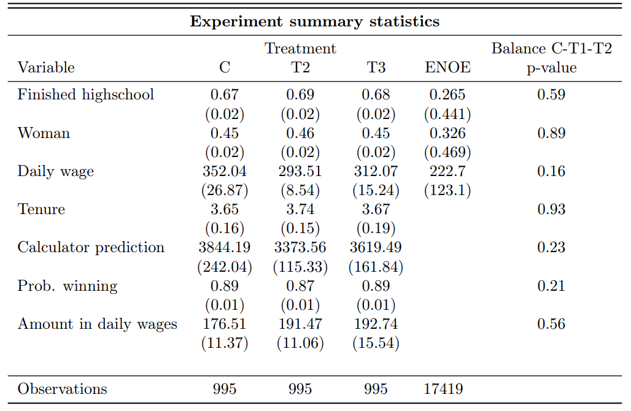 Experiment summary statistics
Treatment Balance C-T1-T2
Variable C T2 T3 ENOE p-value
Finished highschool 0.67 0.69 0.68 0.265 0.59
(0.02) (0.02) (0.02) (0.441)
Woman 0.45 0.46 0.45 0.326 0.89
(0.02) (0.02) (0.02) (0.469)
Daily wage 352.04 293.51 312.07 222.7 0.16
(26.87) (8.54) (15.24) (123.1)
Tenure 3.65 3.74 3.67 0.93
(0.16) (0.15) (0.19)
Calculator prediction 3844.19 3373.56 3619.49 0.23
(242.04) (115.33) (161.84)
Prob. winning 0.89 0.87 0.89 0.21
(0.01) (0.01) (0.01)
Amount in daily wages 176.51 191.47 192.74 0.56
(11.37) (11.06) (15.54)
Observations 995 995 995 17419